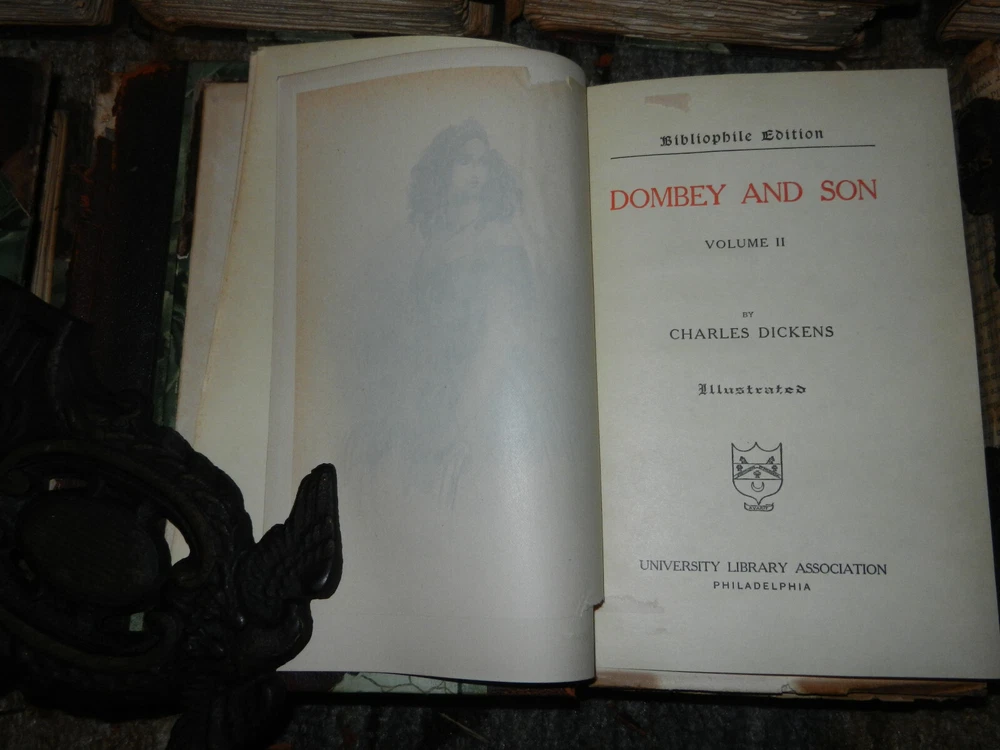 Bibliophile Edition
DOMBEY AND SON
VOLUME II
BY
CHARLES DICKENS
Illustrated
UNIVERSITY LIBRARY ASSOCIATION
PHILADELPHIA